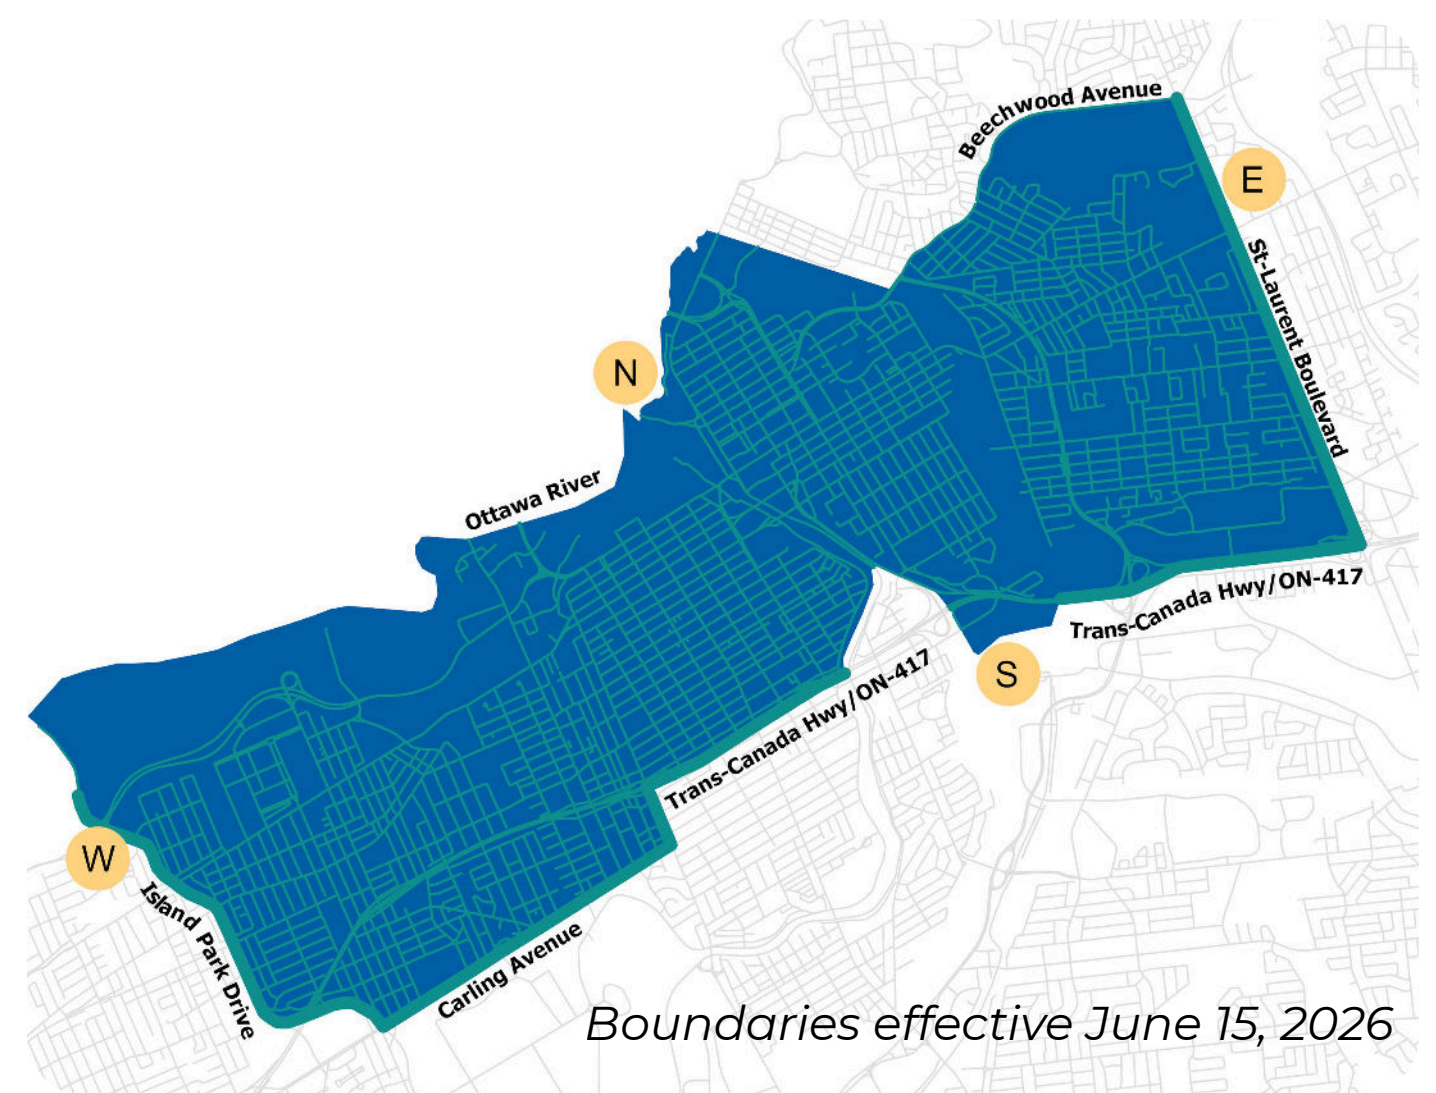 Beechwood Avenue
E
St-Laurent Boulevard
N
Ottawa River
Trans-Canada Hwy/ON-417
S
Trans-Canada Hwy/ON-417
W
Island Park Drive
Carling Avenue
Boundaries effective June 15, 2026